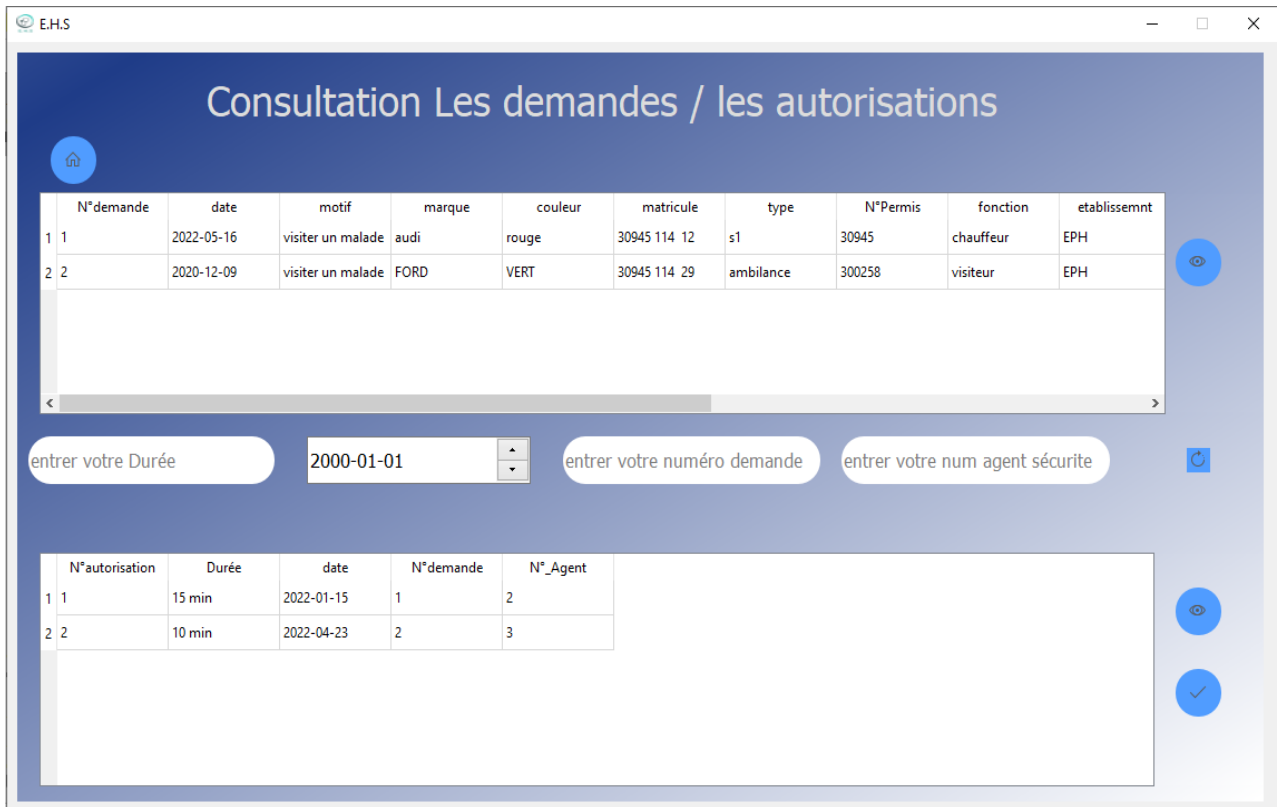 E.H.S
Consultation Les demandes / les autorisations
N°demande date motif marque couleur matricule type N°Permis fonction etablissemnt
1 1 2022-05-16 visiter un malade audi rouge 30945 114 12 s1 30945 chauffeur EPH
2 2 2020-12-09 visiter un malade FORD VERT 30945 114 29 ambilance 300258 visiteur EPH
entrer votre Durée 2000-01-01 entrer votre numéro demande entrer votre num agent sécurite
N°autorisation Durée date N°demande N°_Agent
1 1 15 min 2022-01-15 1 2
2 2 10 min 2022-04-23 2 3